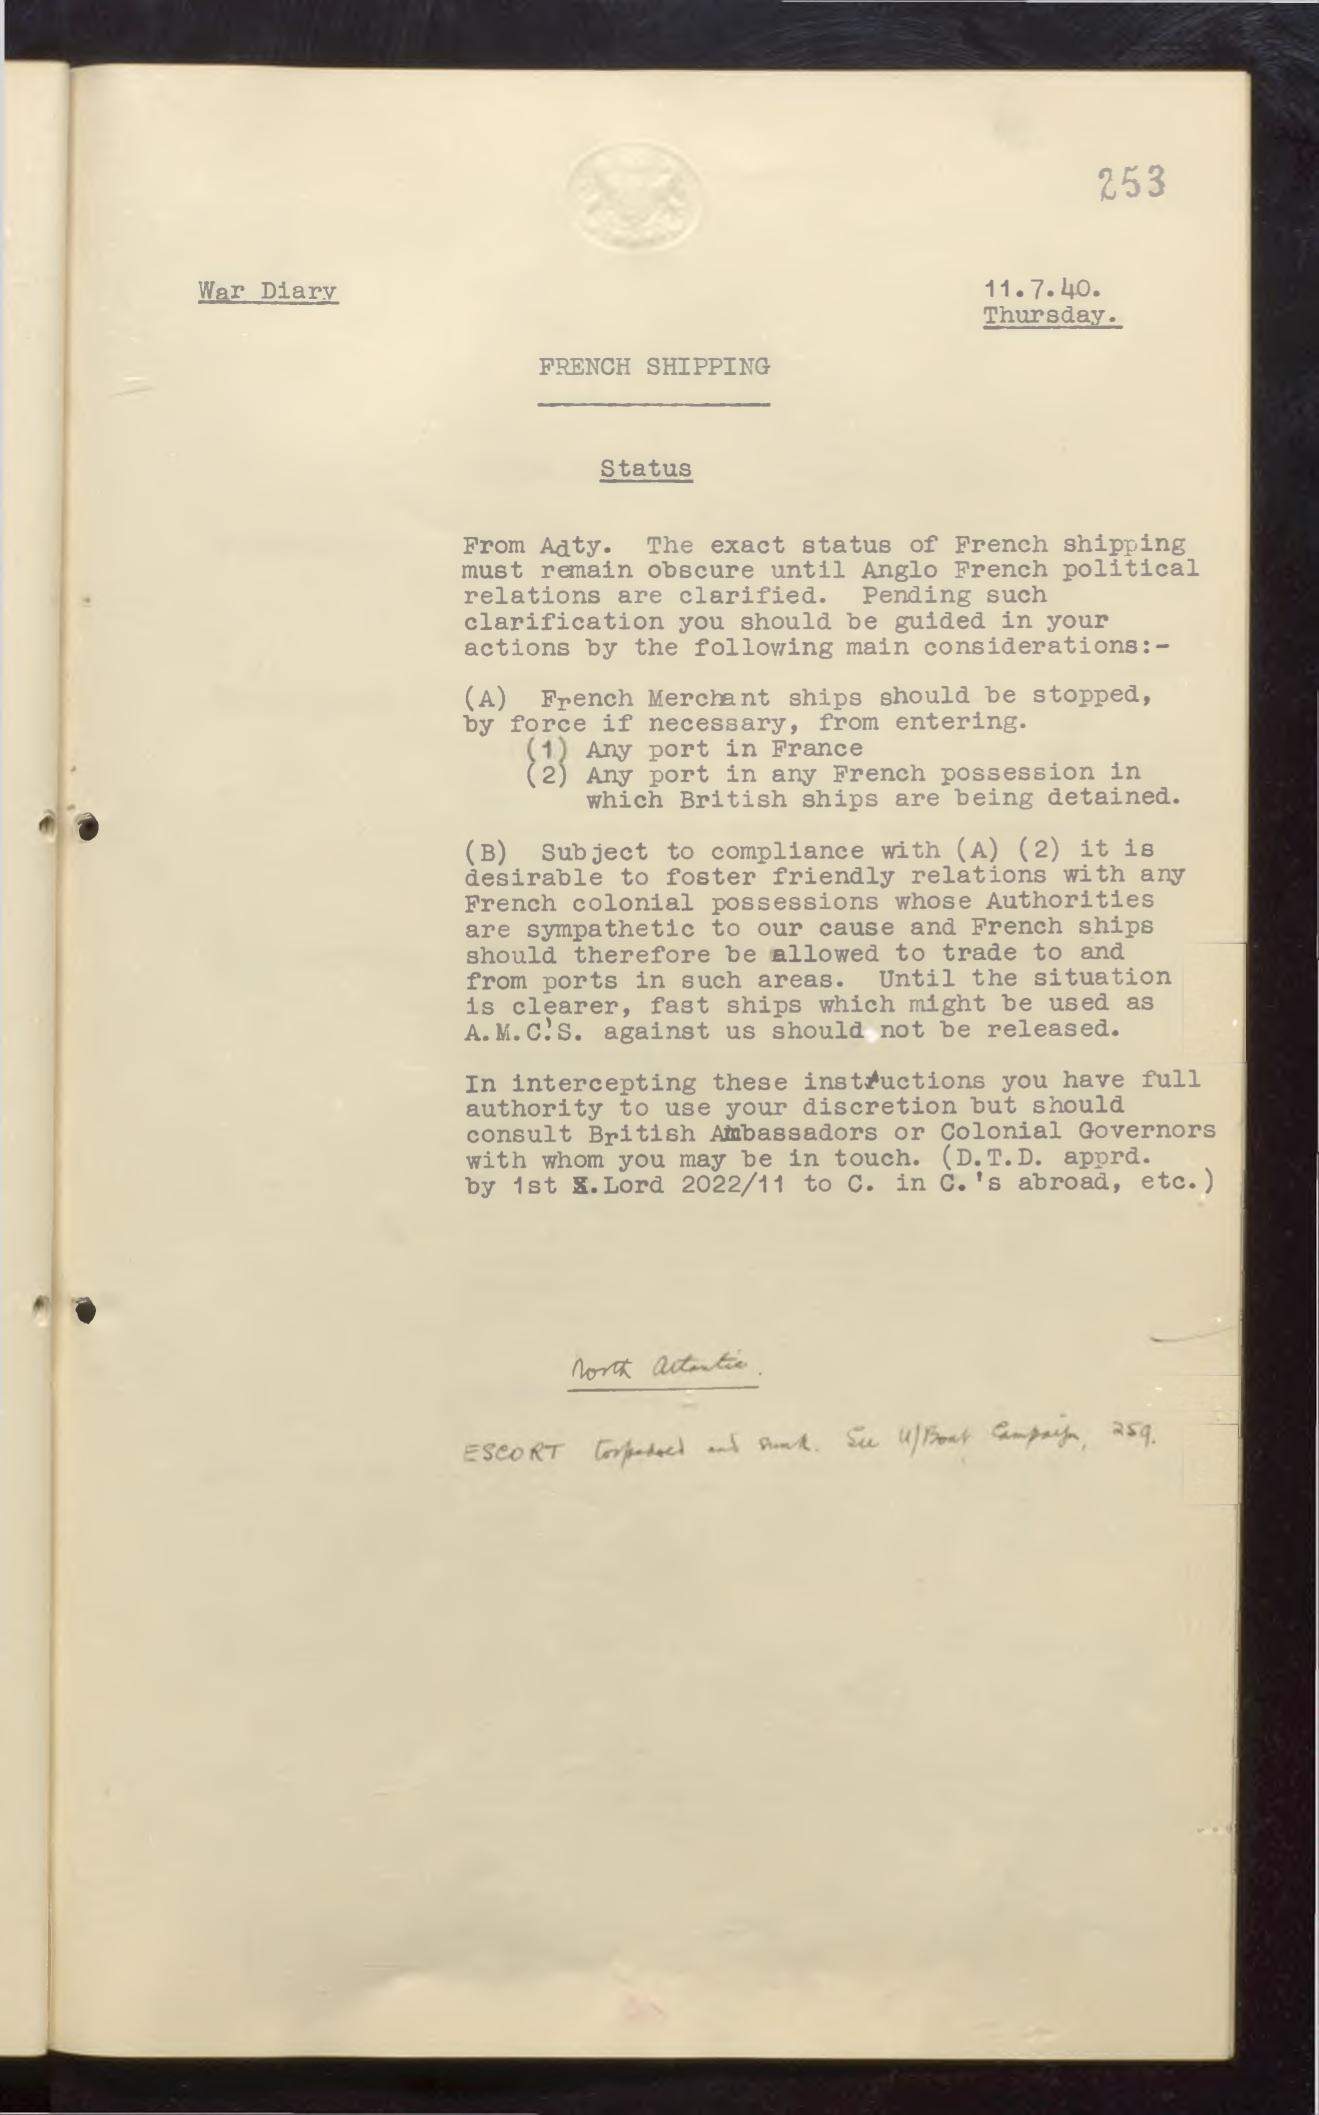 253
War Diary
11.7.40.
Thursday.
FRENCH SHIPPING
Status
From Adty.  The exact status of French shipping
must remain obscure until Anglo French political
relations are clarified.  Pending such
clarification you should be guided in your
actions by the following main considerations:-
(A)  French Merchant ships should be stopped,
by force if necessary, from entering.
(1) Any port in France
(2) Any port in any French possession in
which British ships are being detained.
(B)  Subject to compliance with (A) (2) it is
desirable to foster friendly relations with any
French colonial possessions whose Authorities
are sympathetic to our cause and French ships
should therefore be allowed to trade to and
from ports in such areas.  Until the situation
is clearer, fast ships which might be used as
A.M.C.'S. against us should not be released.
In intercepting these instructions you have full
authority to use your discretion but should
consult British Ambassadors or Colonial Governors
with whom you may be in touch. (D.T.D. apprd.
by 1st S.Lord 2022/11 to C. in C.'s abroad, etc.)
North Atlantic.
ESCORT torpedoed and sunk. See U/Boat Campaign, 259.